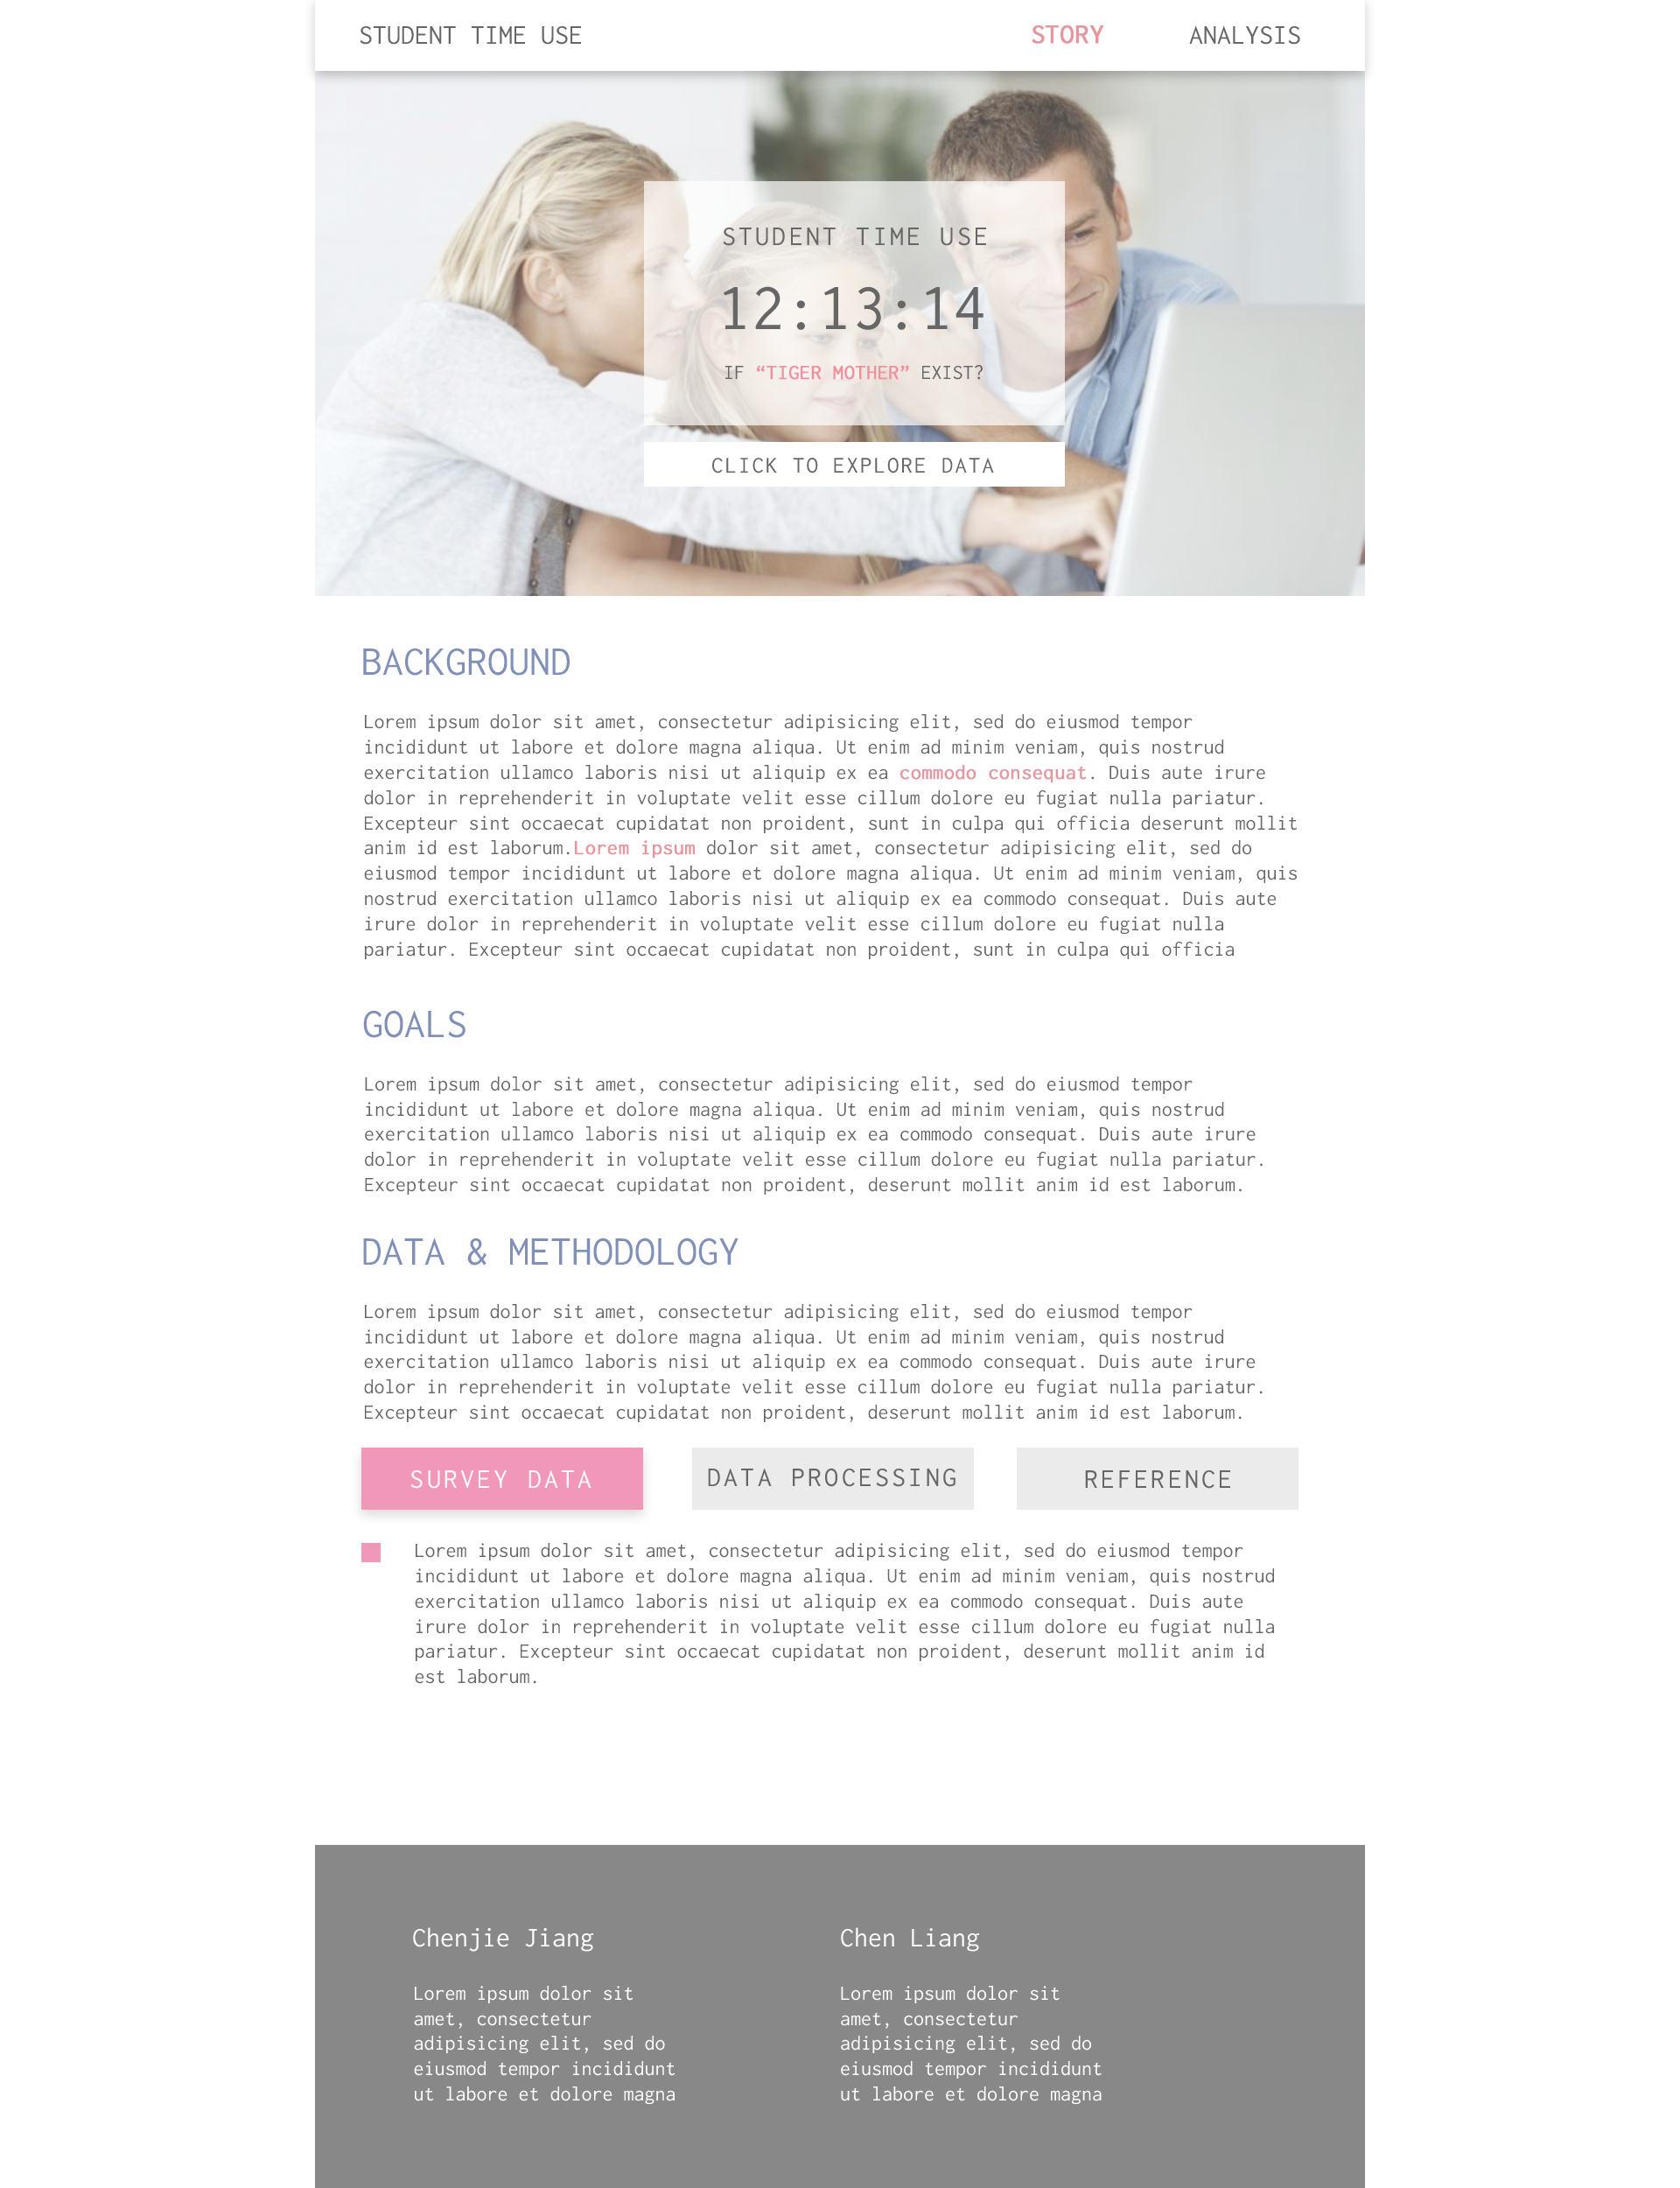 STUDENT TIME USE
STORY
ANALYSIS
STUDENT TIME USE
12:13:14
IF “TIGER MOTHER” EXIST?
CLICK TO EXPLORE DATA
BACKGROUND
Lorem ipsum dolor sit amet, consectetur adipisicing elit, sed do eiusmod tempor
incididunt ut labore et dolore magna aliqua. Ut enim ad minim veniam, quis nostrud
exercitation ullamco laboris nisi ut aliquip ex ea commodo consequat. Duis aute irure
dolor in reprehenderit in voluptate velit esse cillum dolore eu fugiat nulla pariatur.
Excepteur sint occaecat cupidatat non proident, sunt in culpa qui officia deserunt mollit
anim id est laborum.Lorem ipsum dolor sit amet, consectetur adipisicing elit, sed do
eiusmod tempor incididunt ut labore et dolore magna aliqua. Ut enim ad minim veniam, quis
nostrud exercitation ullamco laboris nisi ut aliquip ex ea commodo consequat. Duis aute
irure dolor in reprehenderit in voluptate velit esse cillum dolore eu fugiat nulla
pariatur. Excepteur sint occaecat cupidatat non proident, sunt in culpa qui officia
GOALS
Lorem ipsum dolor sit amet, consectetur adipisicing elit, sed do eiusmod tempor
incididunt ut labore et dolore magna aliqua. Ut enim ad minim veniam, quis nostrud
exercitation ullamco laboris nisi ut aliquip ex ea commodo consequat. Duis aute irure
dolor in reprehenderit in voluptate velit esse cillum dolore eu fugiat nulla pariatur.
Excepteur sint occaecat cupidatat non proident, deserunt mollit anim id est laborum.
DATA & METHODOLOGY
Lorem ipsum dolor sit amet, consectetur adipisicing elit, sed do eiusmod tempor
incididunt ut labore et dolore magna aliqua. Ut enim ad minim veniam, quis nostrud
exercitation ullamco laboris nisi ut aliquip ex ea commodo consequat. Duis aute irure
dolor in reprehenderit in voluptate velit esse cillum dolore eu fugiat nulla pariatur.
Excepteur sint occaecat cupidatat non proident, deserunt mollit anim id est laborum.
SURVEY DATA
DATA PROCESSING
REFERENCE
Lorem ipsum dolor sit amet, consectetur adipisicing elit, sed do eiusmod tempor
incididunt ut labore et dolore magna aliqua. Ut enim ad minim veniam, quis nostrud
exercitation ullamco laboris nisi ut aliquip ex ea commodo consequat. Duis aute
irure dolor in reprehenderit in voluptate velit esse cillum dolore eu fugiat nulla
pariatur. Excepteur sint occaecat cupidatat non proident, deserunt mollit anim id
est laborum.
Chenjie Jiang
Lorem ipsum dolor sit
amet, consectetur
adipisicing elit, sed do
eiusmod tempor incididunt
ut labore et dolore magna
Chen Liang
Lorem ipsum dolor sit
amet, consectetur
adipisicing elit, sed do
eiusmod tempor incididunt
ut labore et dolore magna